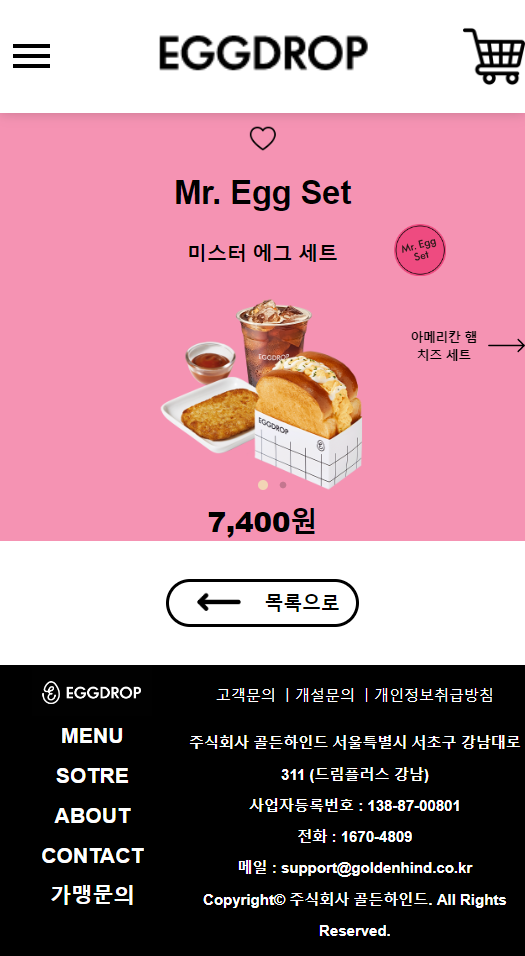 EGGDROP
Mr. Egg Set
미스터 에그 세트
Mr. Egg
Set
아메리칸 햄
치즈 세트
EGGDROP
EGGDROP
7,400원
목록으로
EGGDROP
MENU
SOTRE
ABOUT
CONTACT
가맹문의
고객문의 ㅣ개설문의 ㅣ개인정보취급방침
주식회사 골든하인드 서울특별시 서초구 강남대로
311 (드림플러스 강남)
사업자등록번호 : 138-87-00801
전화 : 1670-4809
메일 : support@goldenhind.co.kr
Copyright© 주식회사 골든하인드. All Rights
Reserved.